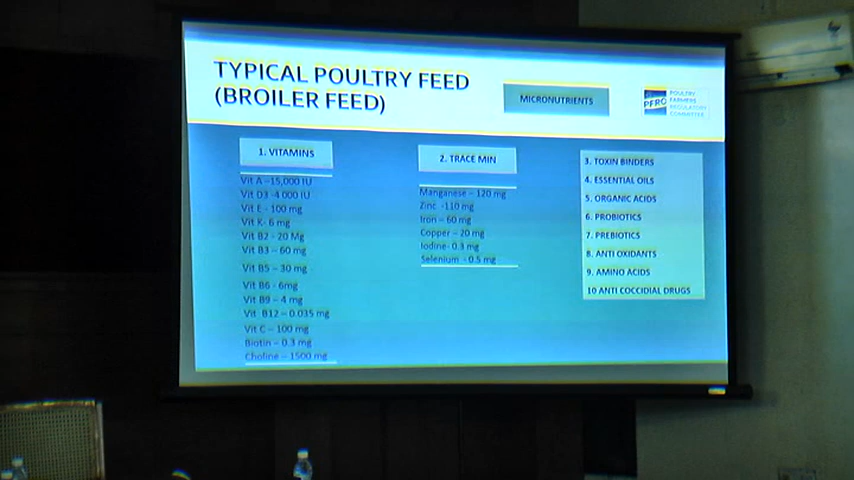 TYPICAL POULTRY FEED
(BROILER FEED)
MICRONUTRIENTS
PFRC
POULTRY
FARMERS
REGULATORY
COMMITTEE
1. VITAMINS
Vit A –15,000 IU
Vit D3 -4 000 IU
Vit E - 100 mg
Vit K- 6 mg
Vit B2 - 20 Mg
Vit B3 – 60 mg
Vit B5 – 30 mg
Vit B6 - 6mg
Vit B9 – 4 mg
Vit B12 – 0.035 mg
Vit C – 100 mg
Biotin – 0.3 mg
Choline – 1500 mg
2. TRACE MIN
Manganese – 120 mg
Zinc -110 mg
Iron – 60 mg
Copper – 20 mg
Iodine- 0.3 mg
Selenium - 0.5 mg
3. TOXIN BINDERS
4. ESSENTIAL OILS
5. ORGANIC ACIDS
6. PROBIOTICS
7. PREBIOTICS
8. ANTI OXIDANTS
9. AMINO ACIDS
10 ANTI COCCIDIAL DRUGS